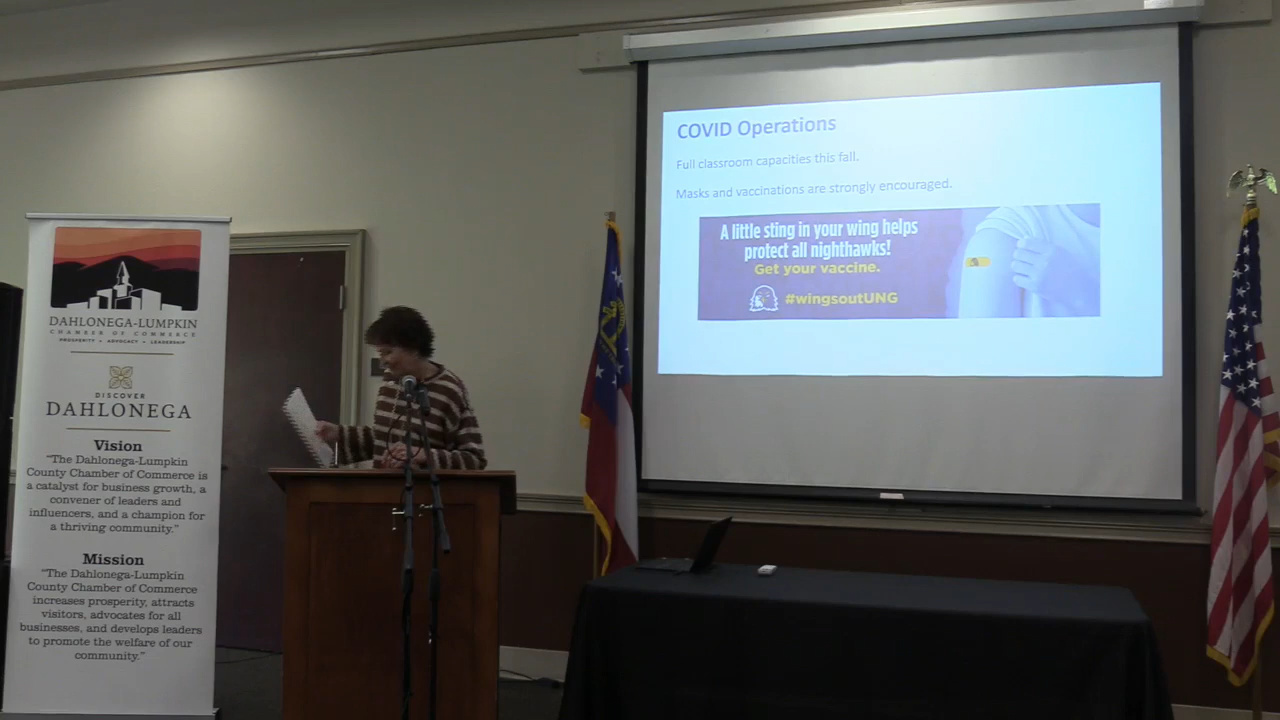 DAHLONEGA-LUMPKIN
CHAMBER OF COMMERCE
PROSPERITY • ADVOCACY • LEADERSHIP
DISCOVER
DAHLONEGA
Vision
"The Dahlonega-Lumpkin
County Chamber of Commerce is
a catalyst for business growth, a
convener of leaders and
influencers, and a champion for
a thriving community."
Mission
"The Dahlonega-Lumpkin
County Chamber of Commerce
increases prosperity, attracts
visitors, advocates for all
businesses, and develops leaders
to promote the welfare of our
community."
COVID Operations
Full classroom capacities this fall.
Masks and vaccinations are strongly encouraged.
A little sting in your wing helps
protect all nighthawks!
Get your vaccine.
#wingsoutUNG